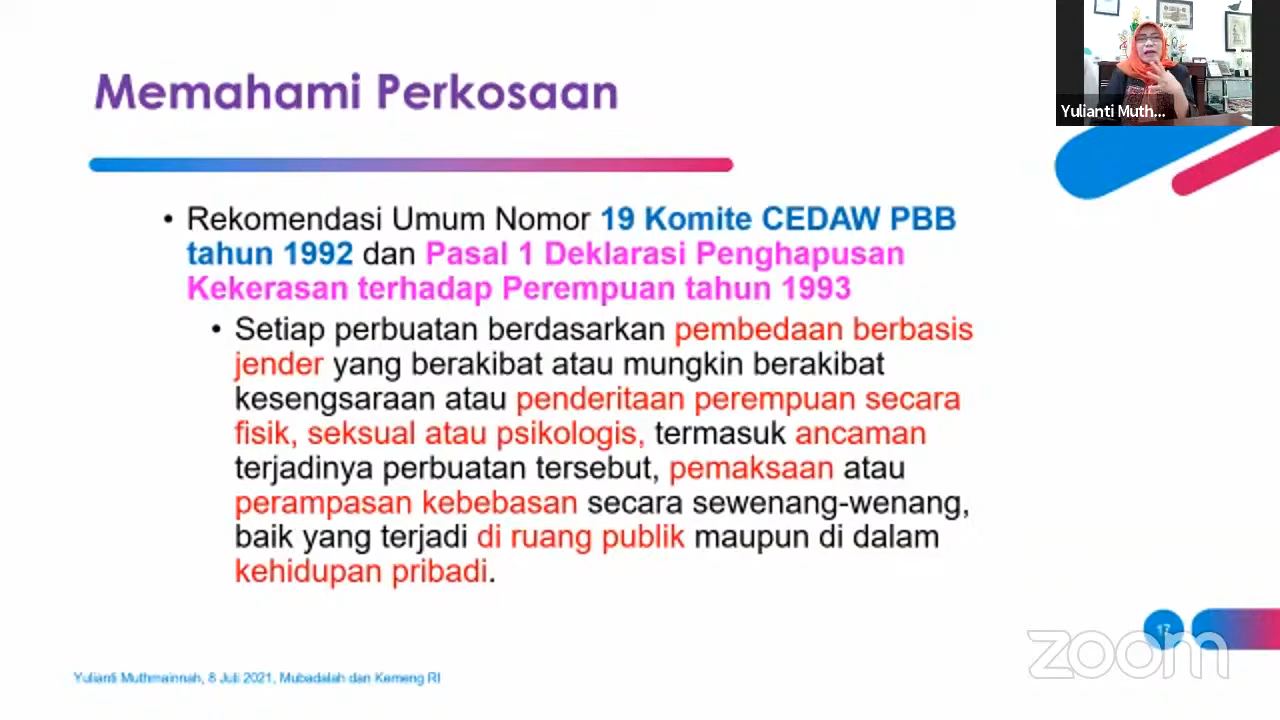 Memahami Perkosaan
Yulianti Muth...
• Rekomendasi Umum Nomor 19 Komite CEDAW PBB
tahun 1992 dan Pasal 1 Deklarasi Penghapusan
Kekerasan terhadap Perempuan tahun 1993
• Setiap perbuatan berdasarkan pembedaan berbasis
jender yang berakibat atau mungkin berakibat
kesengsaraan atau penderitaan perempuan secara
fisik, seksual atau psikologis, termasuk ancaman
terjadinya perbuatan tersebut, pemaksaan atau
perampasan kebebasan secara sewenang-wenang,
baik yang terjadi di ruang publik maupun di dalam
kehidupan pribadi.
17
zoom
Yulianti Muthmainnah, 8 Juli 2021, Mubadalah dan Kemeng RI